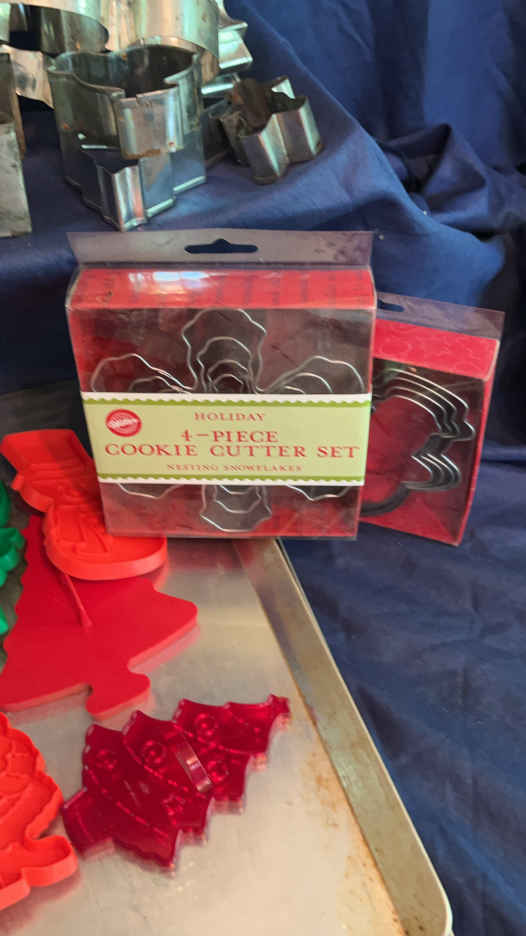 Wilton
HOLIDAY
4-PIECE
COOKIE CUTTER SET
NESTING SNOWFLAKES